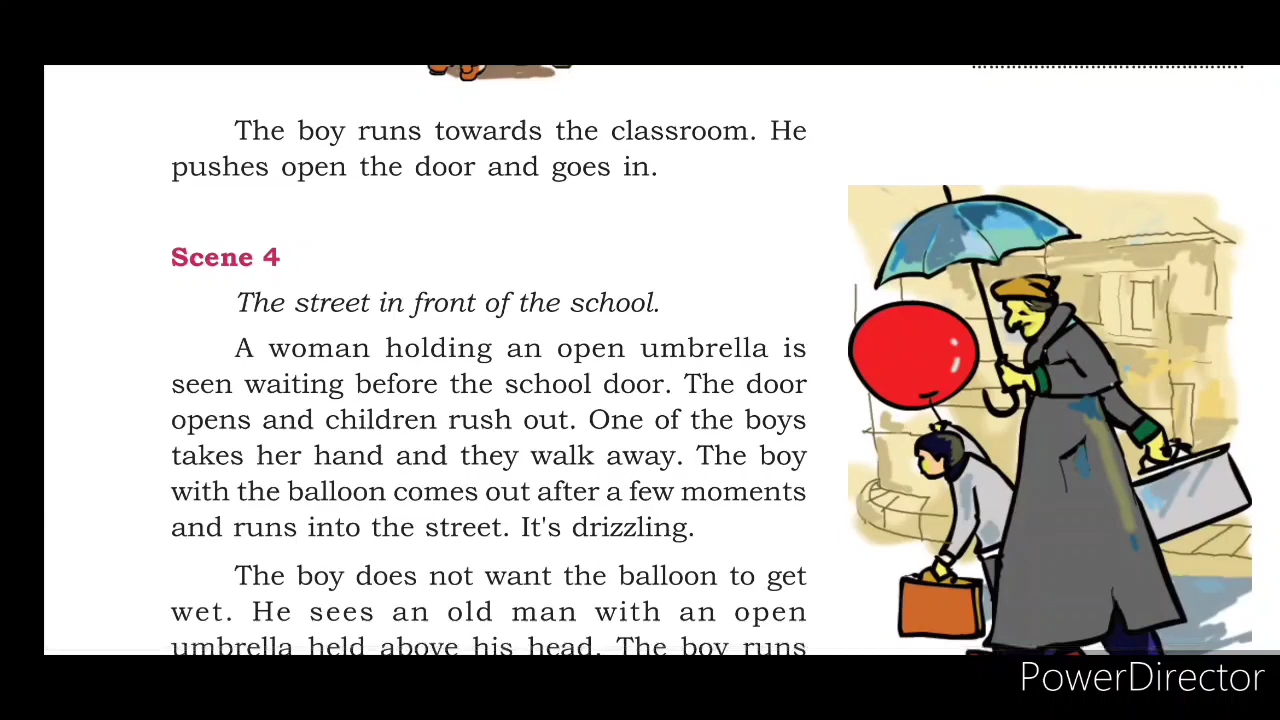 The boy runs towards the classroom. He
pushes open the door and goes in.
Scene 4
The street in front of the school.
A woman holding an open umbrella is
seen waiting before the school door. The door
opens and children rush out. One of the boys
takes her hand and they walk away. The boy
with the balloon comes out after a few moments
and runs into the street. It's drizzling.
The boy does not want the balloon to get
wet. He sees an old man with an open
umbrella held above his head. The boy runs
PowerDirector